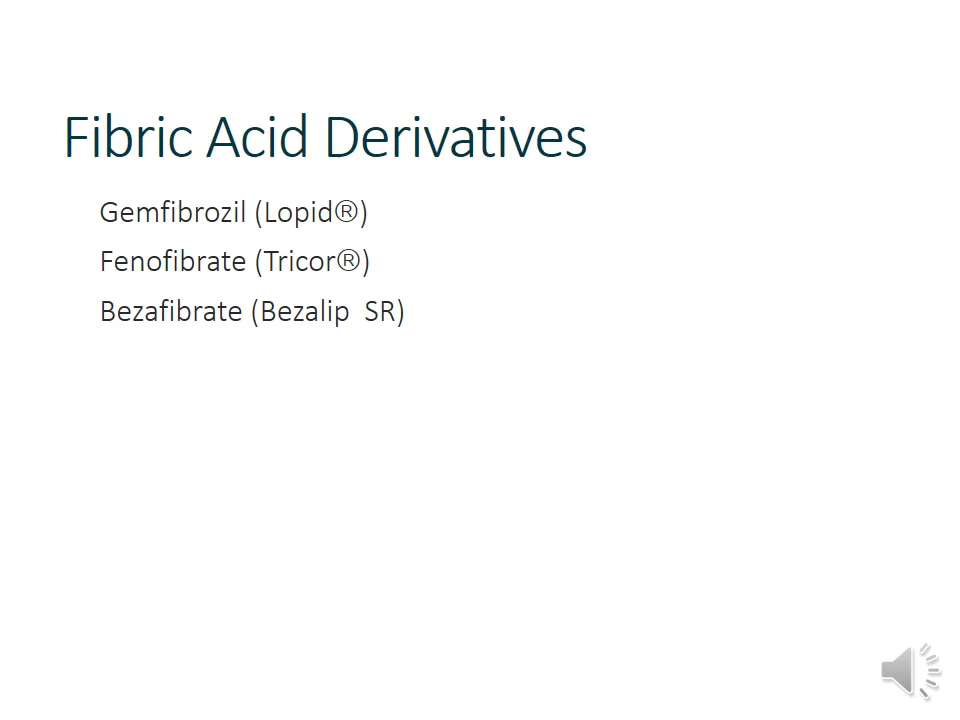 Fibric Acid Derivatives
Gemfibrozil (Lopid®)
Fenofibrate (Tricor®)
Bezafibrate (Bezalip  SR)